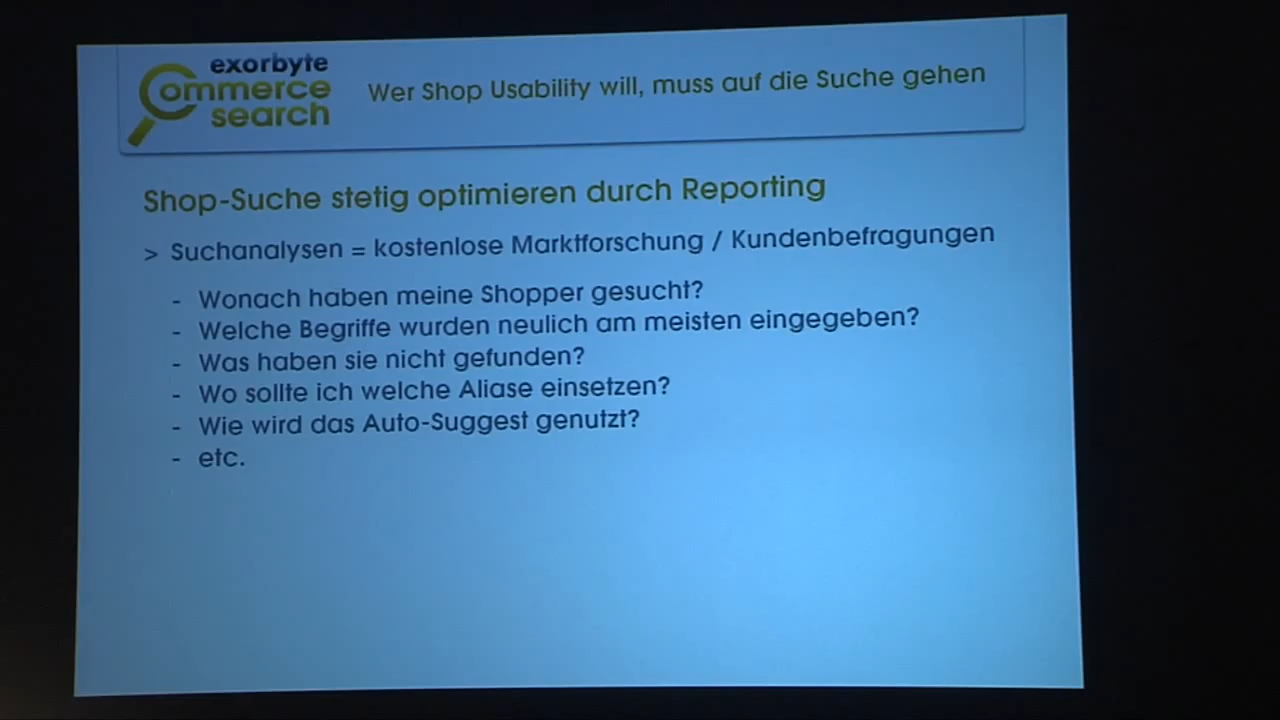 exorbyte
commerce
search
Wer Shop Usability will, muss auf die Suche gehen
Shop-Suche stetig optimieren durch Reporting
> Suchanalysen = kostenlose Marktforschung / Kundenbefragungen
- Wonach haben meine Shopper gesucht?
- Welche Begriffe wurden neulich am meisten eingegeben?
- Was haben sie nicht gefunden?
- Wo sollte ich welche Aliase einsetzen?
- Wie wird das Auto-Suggest genutzt?
- etc.